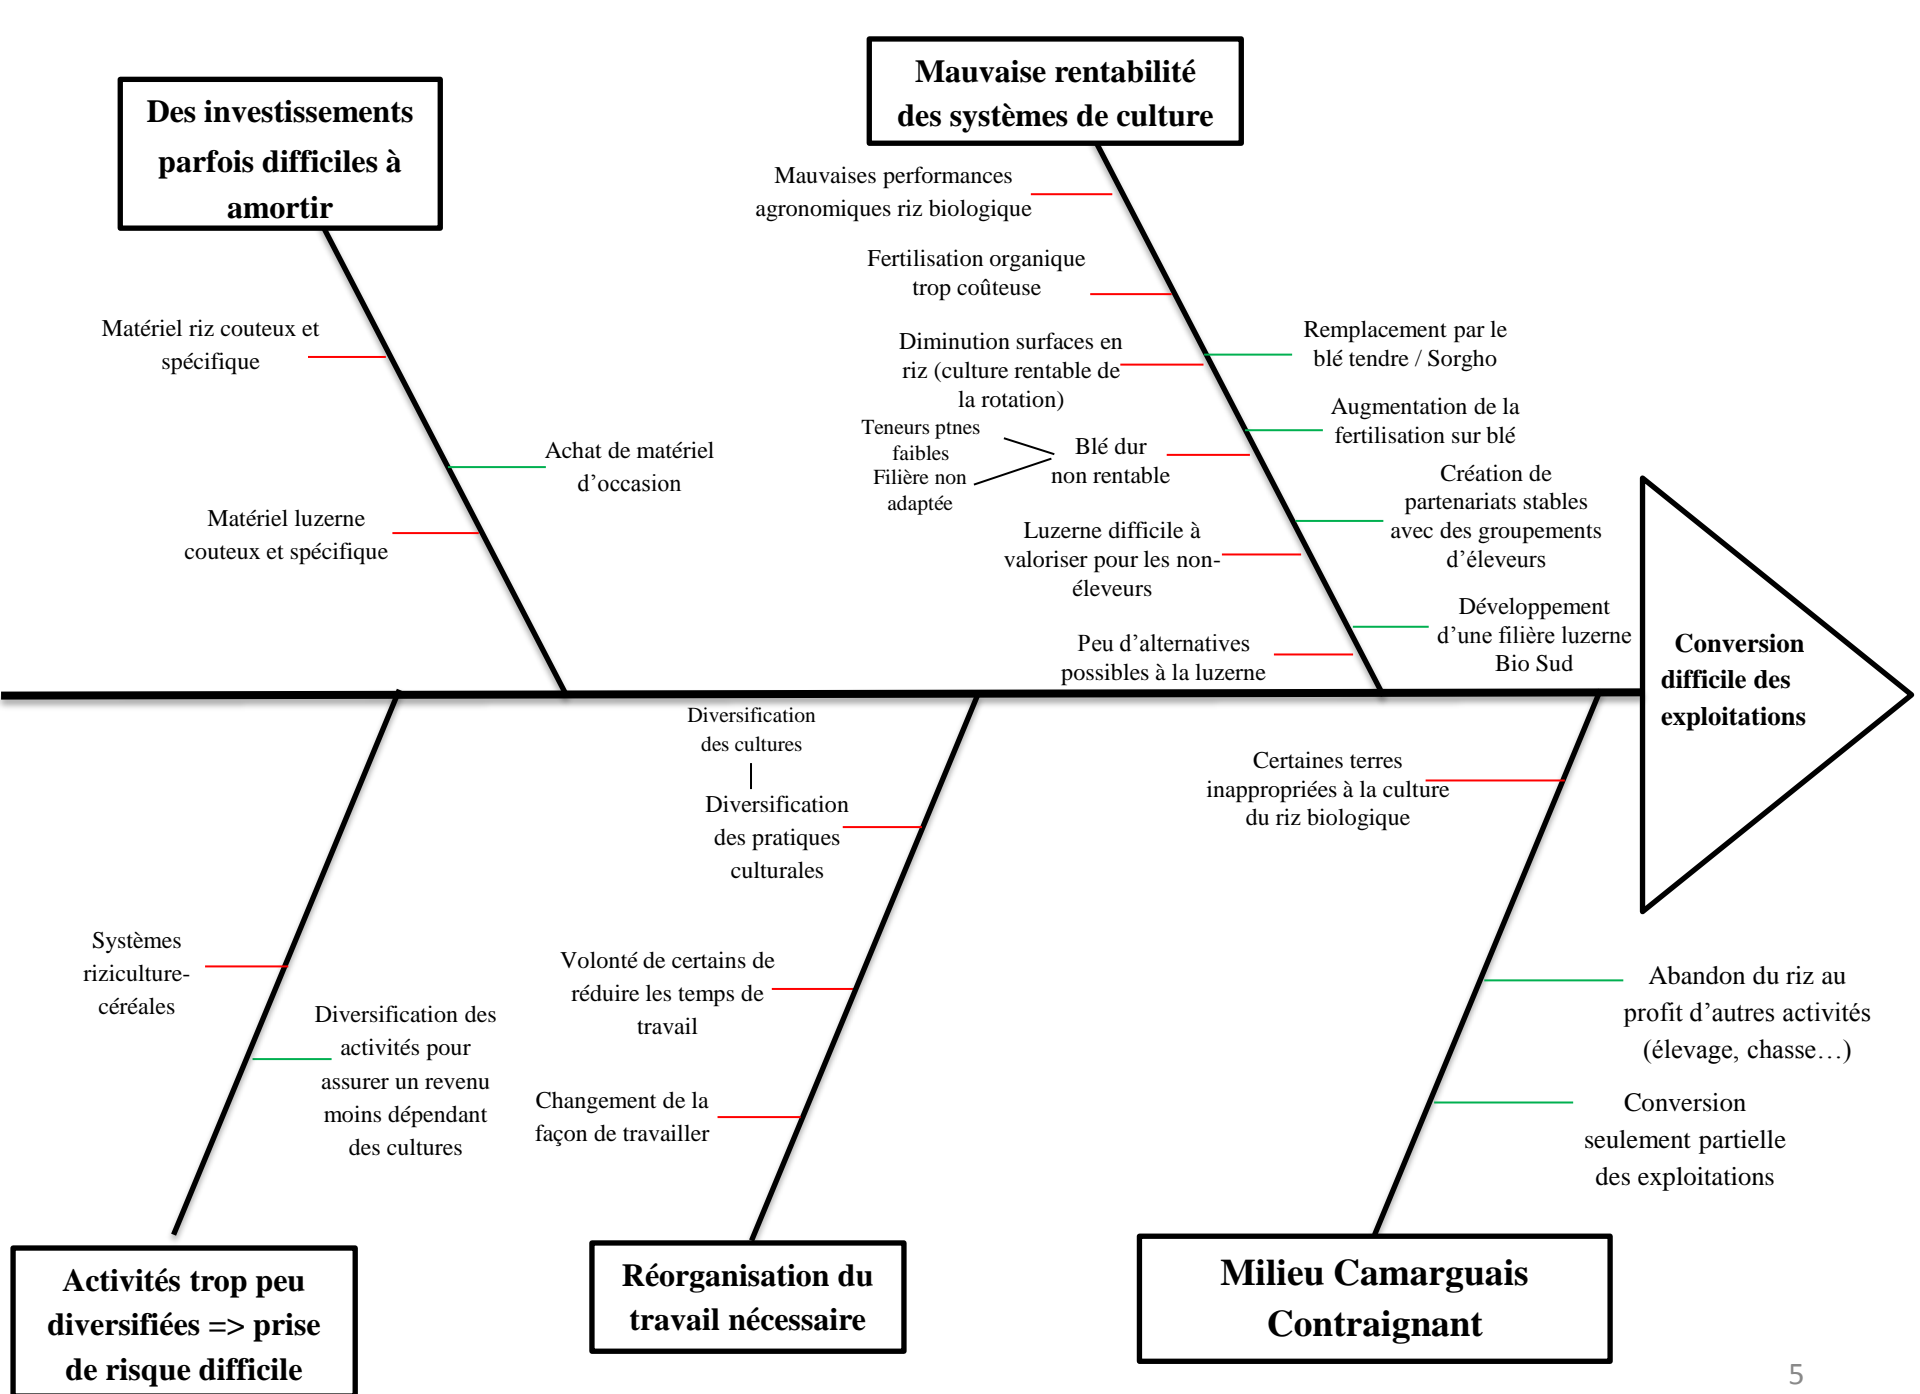 Des investissements
parfois difficiles à
amortir
Mauvaise rentabilité
des systèmes de culture
Matériel riz couteux et
spécifique
Achat de matériel
d’occasion
Matériel luzerne
couteux et spécifique
Mauvaises performances
agronomiques riz biologique
Fertilisation organique
trop coûteuse
Diminution surfaces en
riz (culture rentable de
la rotation)
Teneurs ptnes
faibles
Filière non
adaptée
Blé dur
non rentable
Luzerne difficile à
valoriser pour les non-
éleveurs
Peu d’alternatives
possibles à la luzerne
Remplacement par le
blé tendre / Sorgho
Augmentation de la
fertilisation sur blé
Création de
partenariats stables
avec des groupements
d’éleveurs
Développement
d’une filière luzerne
Bio Sud
Conversion
difficile des
exploitations
Systèmes
riziculture-
céréales
Diversification des
activités pour
assurer un revenu
moins dépendant
des cultures
Diversification
des cultures
Diversification
des pratiques
culturales
Volonté de certains de
réduire les temps de
travail
Changement de la
façon de travailler
Certaines terres
inappropriées à la culture
du riz biologique
Abandon du riz au
profit d’autres activités
(élevage, chasse…)
Conversion
seulement partielle
des exploitations
Activités trop peu
diversifiées => prise
de risque difficile
Réorganisation du
travail nécessaire
Milieu Camarguais
Contraignant
5